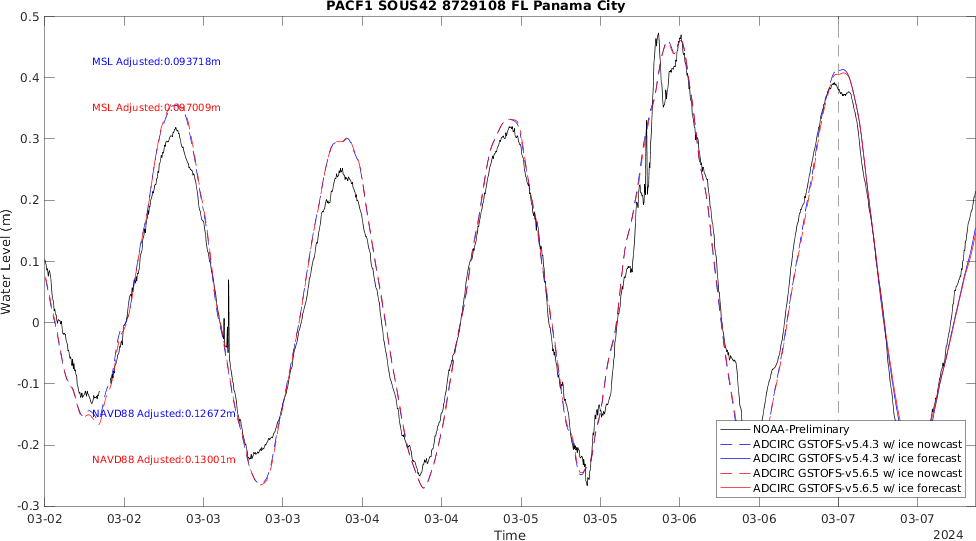 PACF1 SOUS42 8729108 FL Panama City
0.5
0.4
0.3
0.2
0.1
0
-0.1
-0.2
-0.3
Water Level (m)
MSL Adjusted:0.093718m
MSL Adjusted:0.097009m
NAVD88 Adjusted:0.12672m
NAVD88 Adjusted:0.13001m
NOAA-Preliminary
ADCIRC GSTOFS-v5.4.3 w/ ice nowcast
ADCIRC GSTOFS-v5.4.3 w/ ice forecast
ADCIRC GSTOFS-v5.6.5 w/ ice nowcast
ADCIRC GSTOFS-v5.6.5 w/ ice forecast
03-02 03-02 03-03 03-03 03-04 03-04 03-05 03-05 03-06 03-06 03-07 03-07
Time
2024